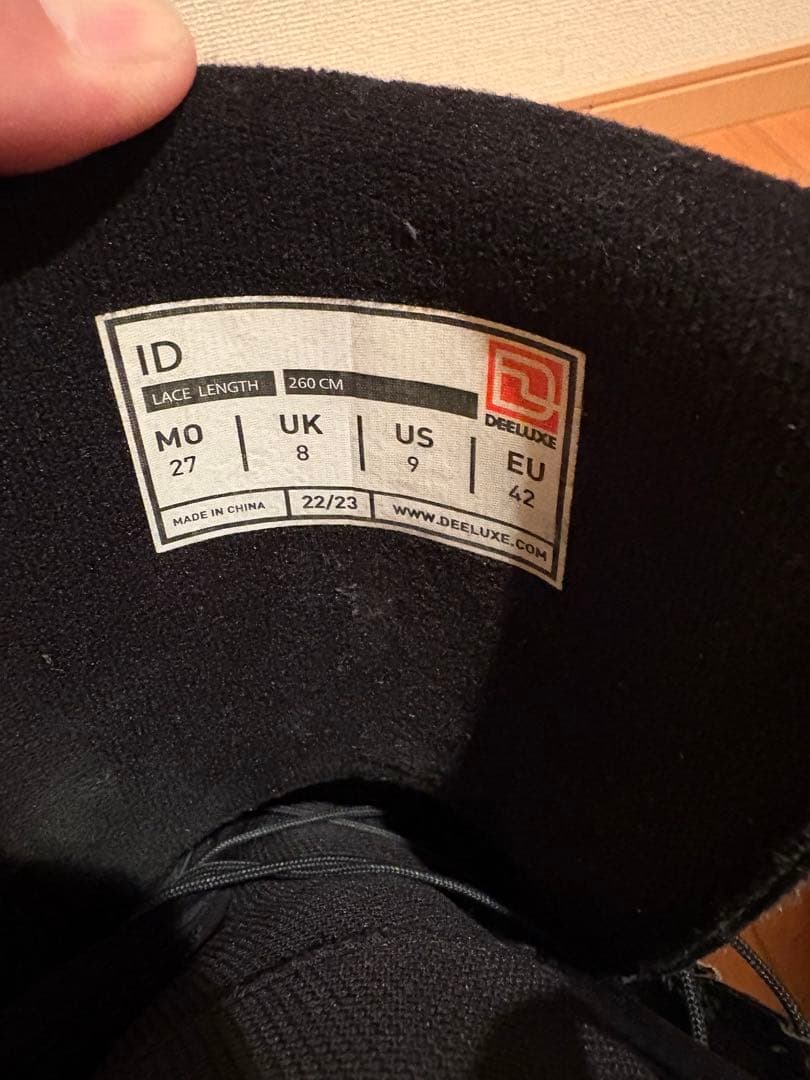 ID
LACE LENGTH 260 CM
DEELUXE
MO UK US EU
27 8 9 42
MADE IN CHINA 22/23 WWW.DEELUXE.COM